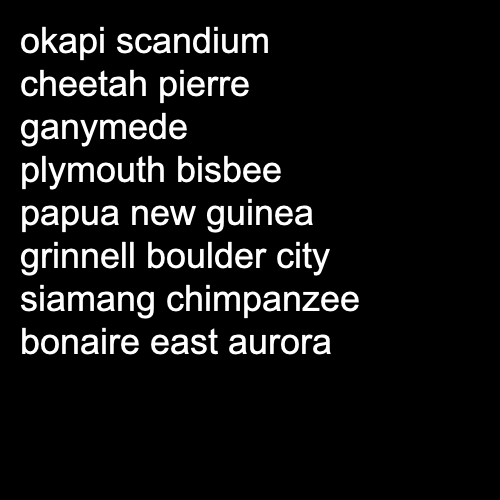 okapi scandium
cheetah pierre
ganymede
plymouth bisbee
papua new guinea
grinnell boulder city
siamang chimpanzee
bonaire east aurora